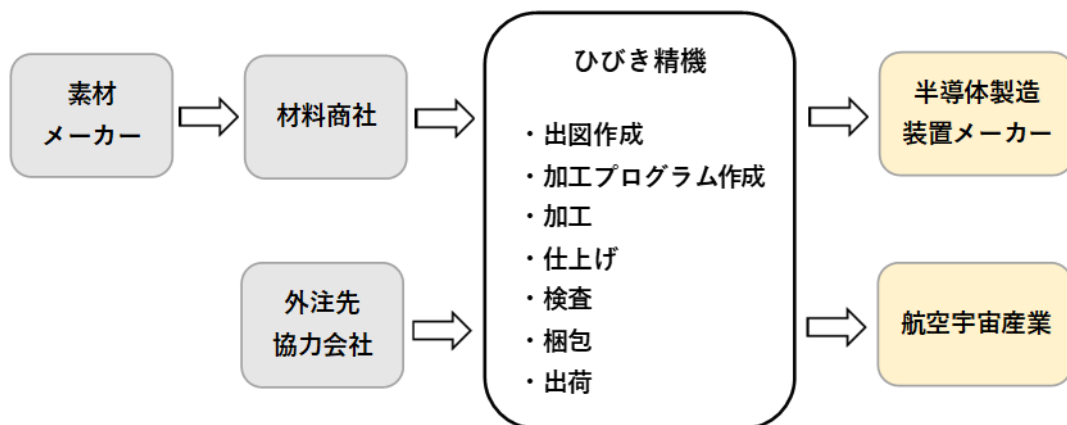 素材
メーカー
材料商社
外注先
協力会社
ひびき精機
・出図作成
・加工プログラム作成
・加工
・仕上げ
・検査
・梱包
・出荷
半導体製造
装置メーカー
航空宇宙産業